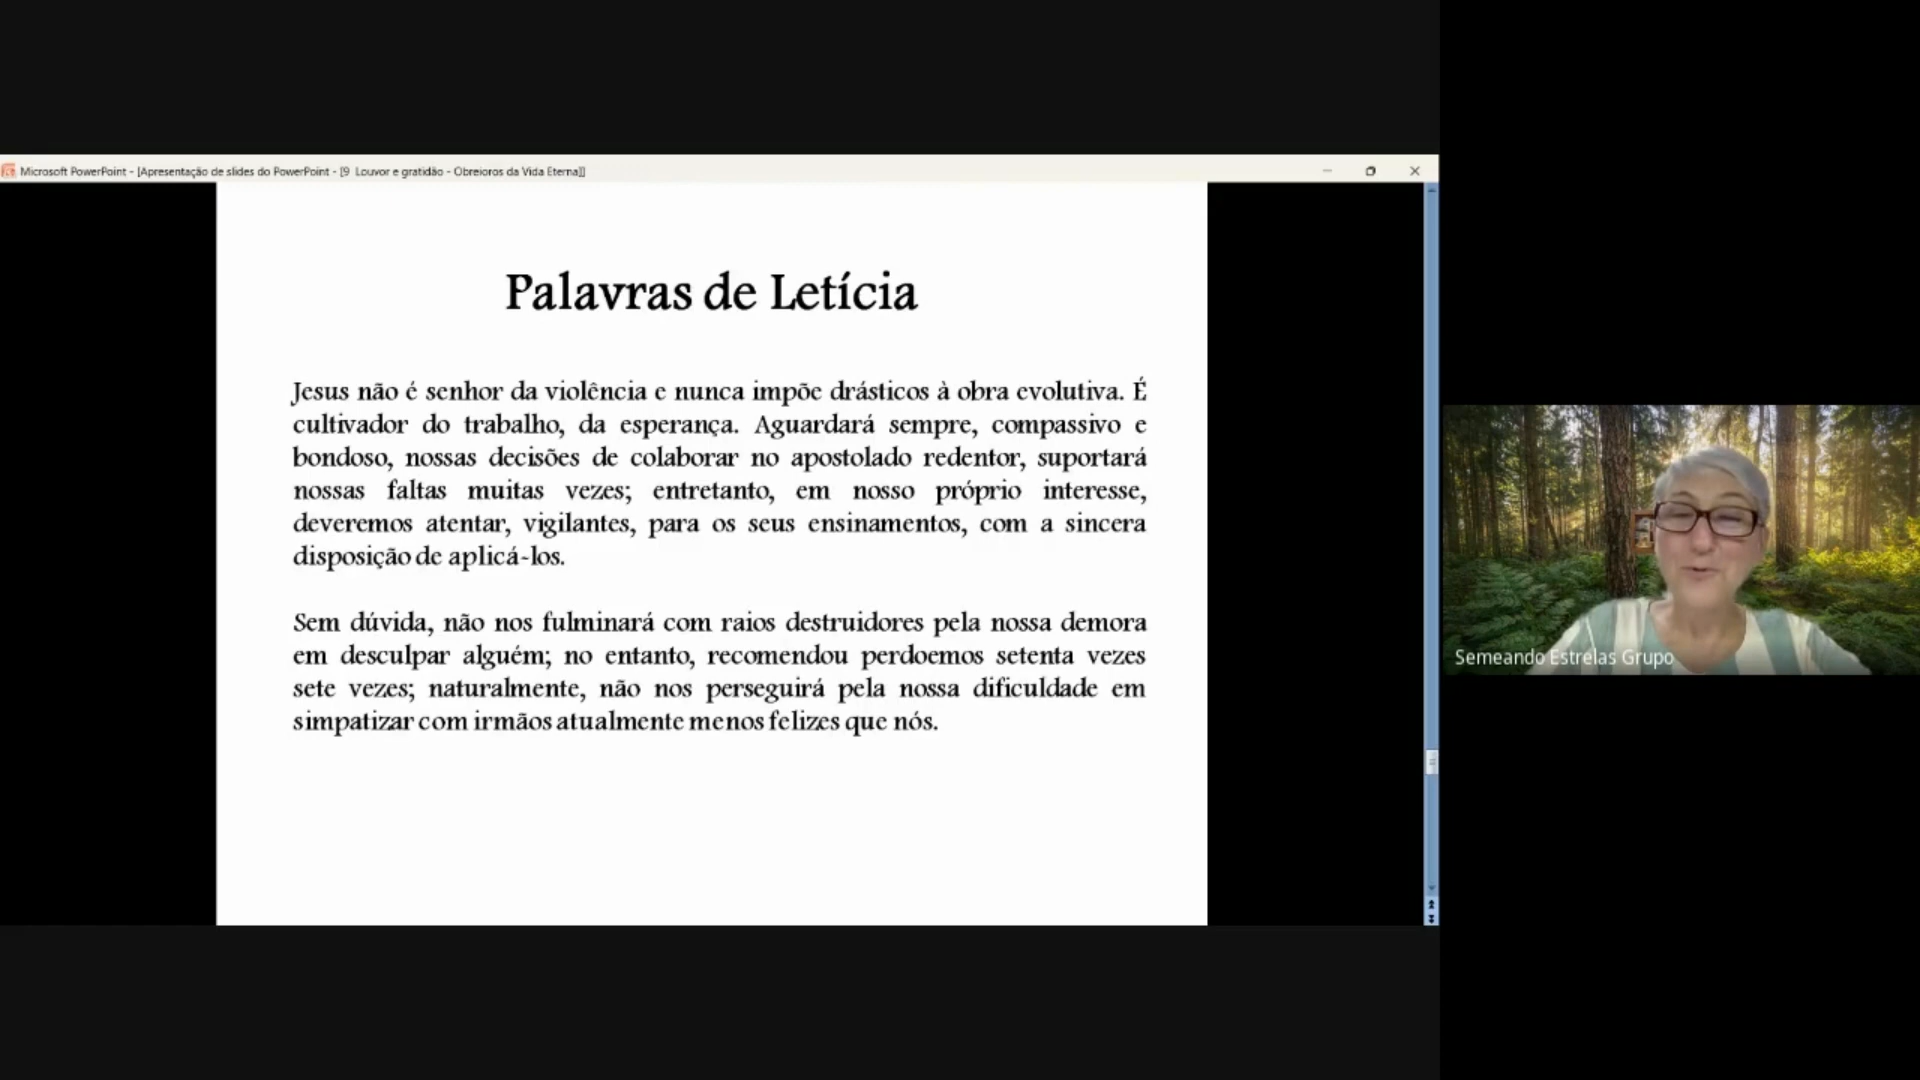 Microsoft PowerPoint - [Apresentação de slides do PowerPoint - [9 Louvor e gratidão - Obreioros da Vida Eterna]]
Palavras de Letícia
Jesus não é senhor da violência e nunca impõe drásticos à obra evolutiva. É
cultivador do trabalho, da esperança. Aguardará sempre, compassivo e
bondoso, nossas decisões de colaborar no apostolado redentor, suportará
nossas faltas muitas vezes; entretanto, em nosso próprio interesse,
deveremos atentar, vigilantes, para os seus ensinamentos, com a sincera
disposição de aplicá-los.
Sem dúvida, não nos fulminará com raios destruidores pela nossa demora
em desculpar alguém; no entanto, recomendou perdoemos setenta vezes
sete vezes; naturalmente, não nos perseguirá pela nossa dificuldade em
simpatizar com irmãos atualmente menos felizes que nós.
Semeando Estrelas Grupo